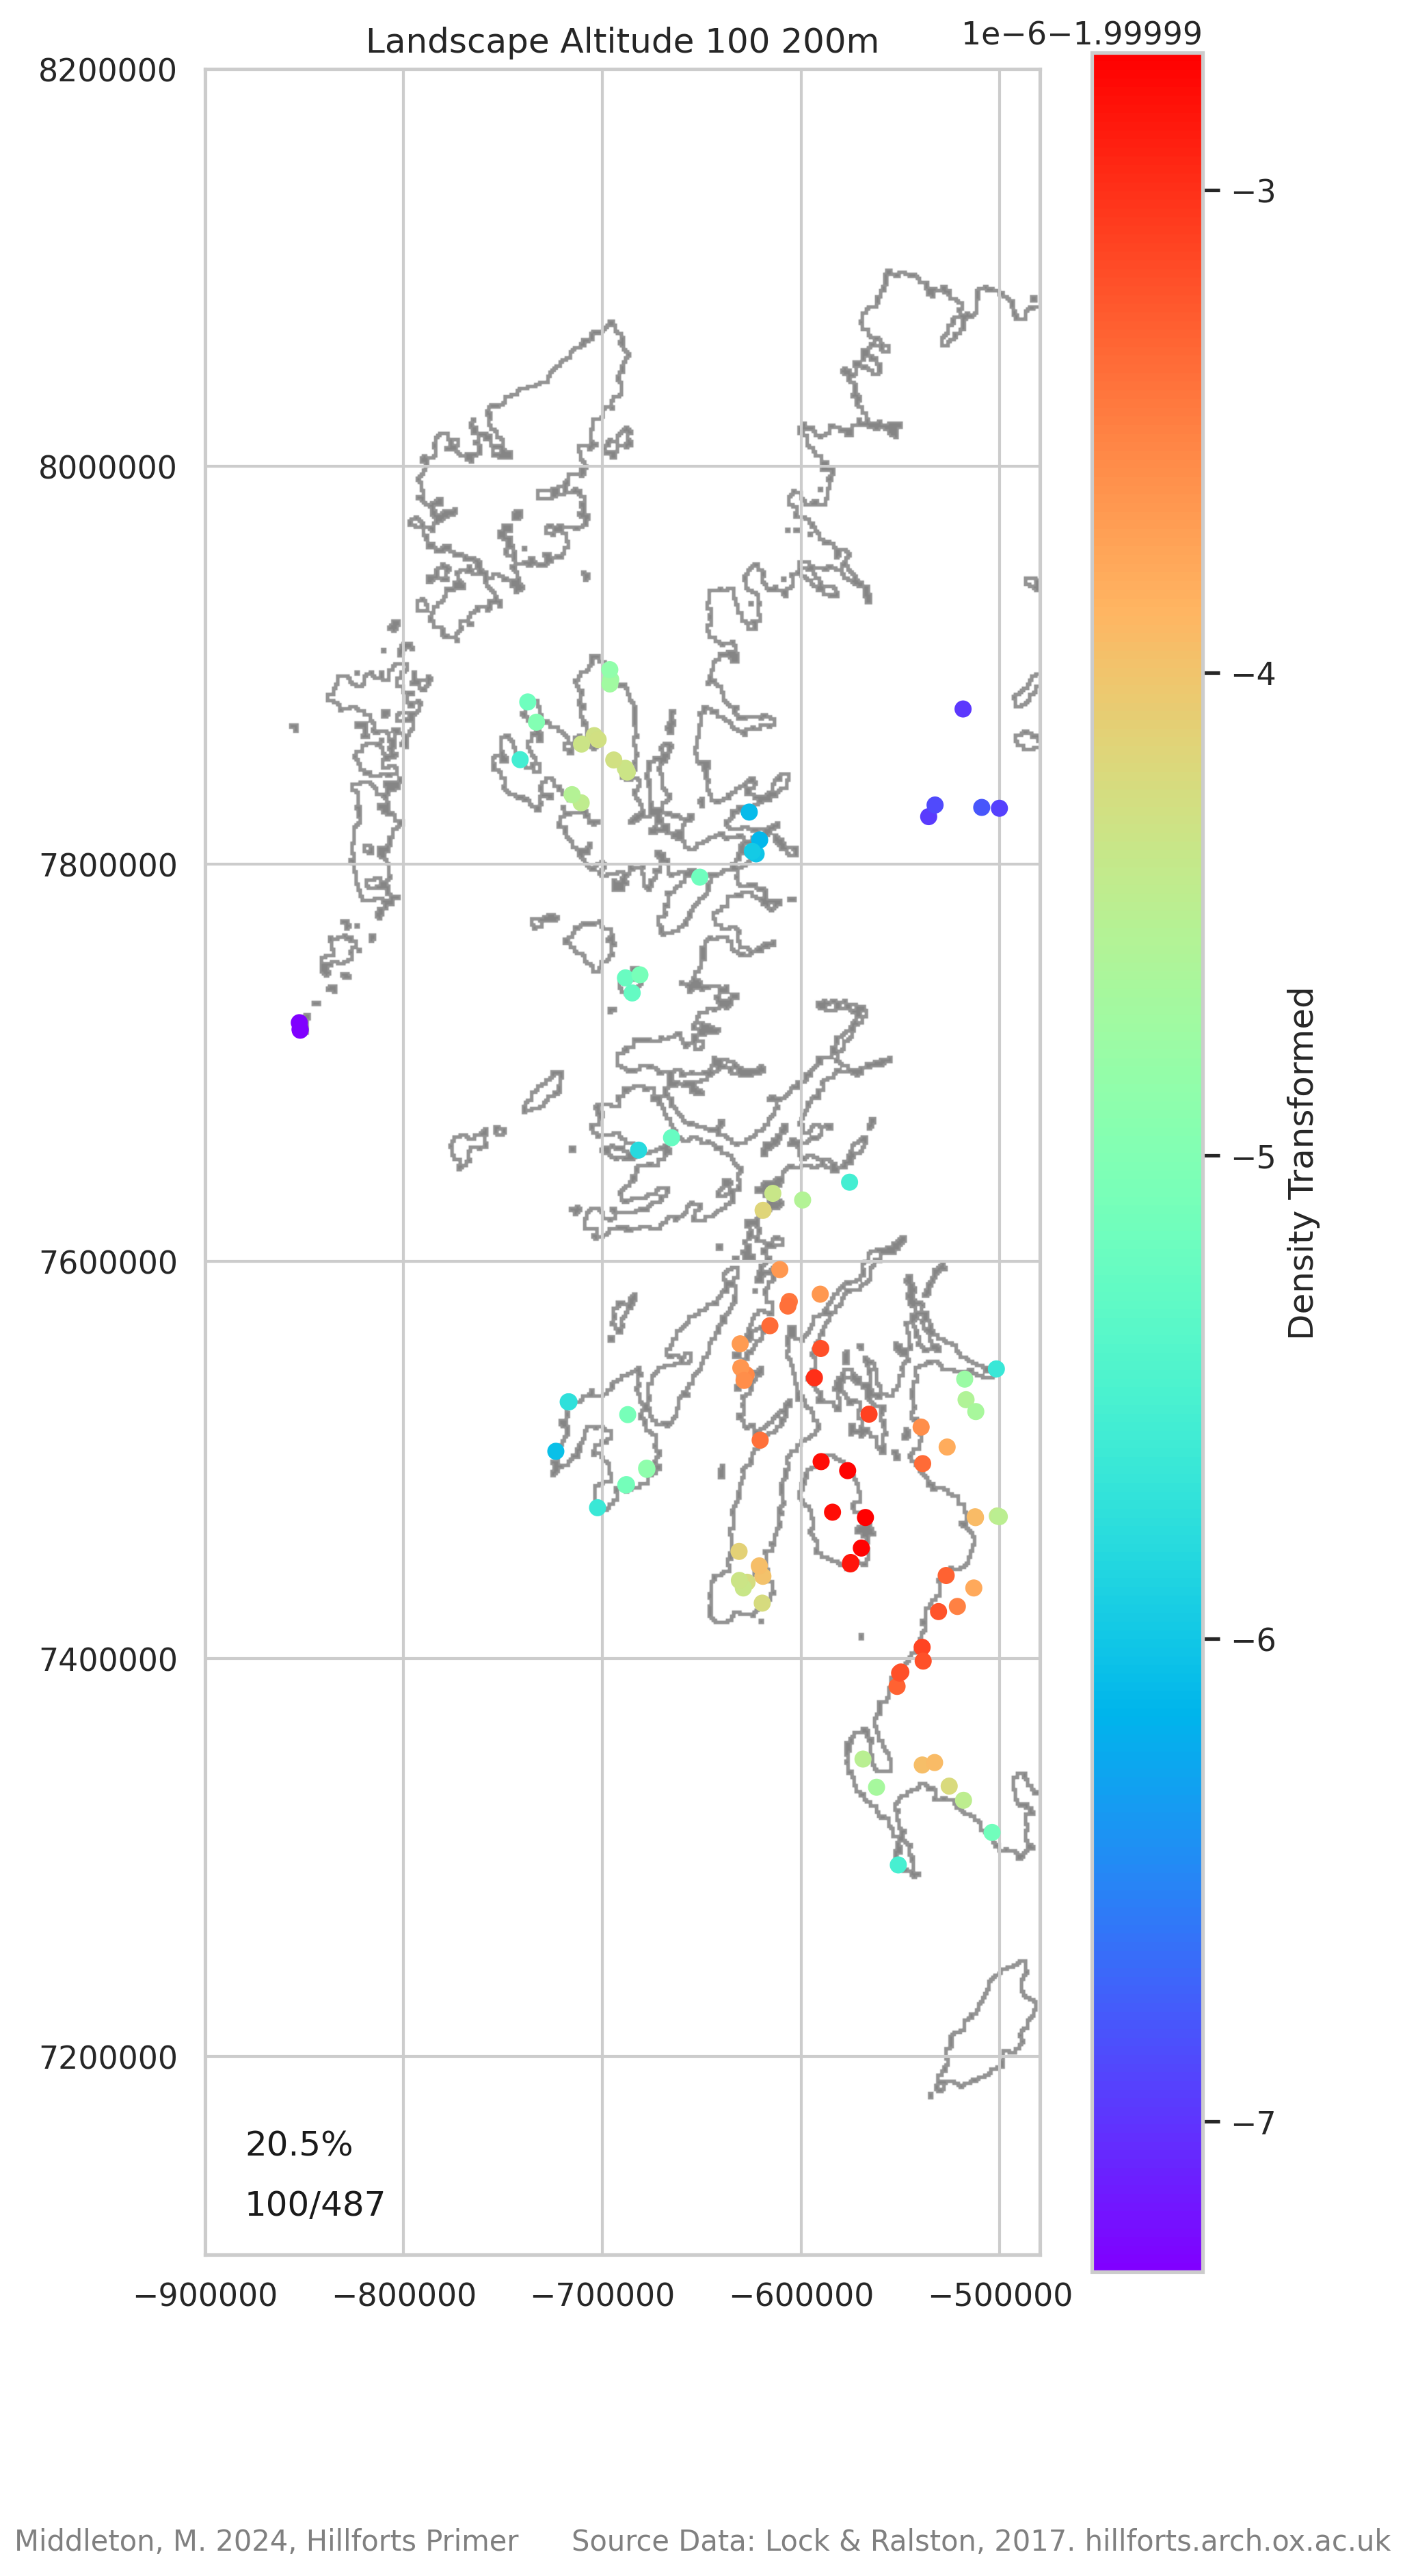 Landscape Altitude 100 200m
1e−6−1.99999
8200000
8000000
7800000
7600000
7400000
7200000
−3
−4
−5
−6
−7
Density Transformed
20.5%
100/487
−900000 −800000 −700000 −600000 −500000
Middleton, M. 2024, Hillforts Primer
Source Data: Lock & Ralston, 2017. hillforts.arch.ox.ac.uk